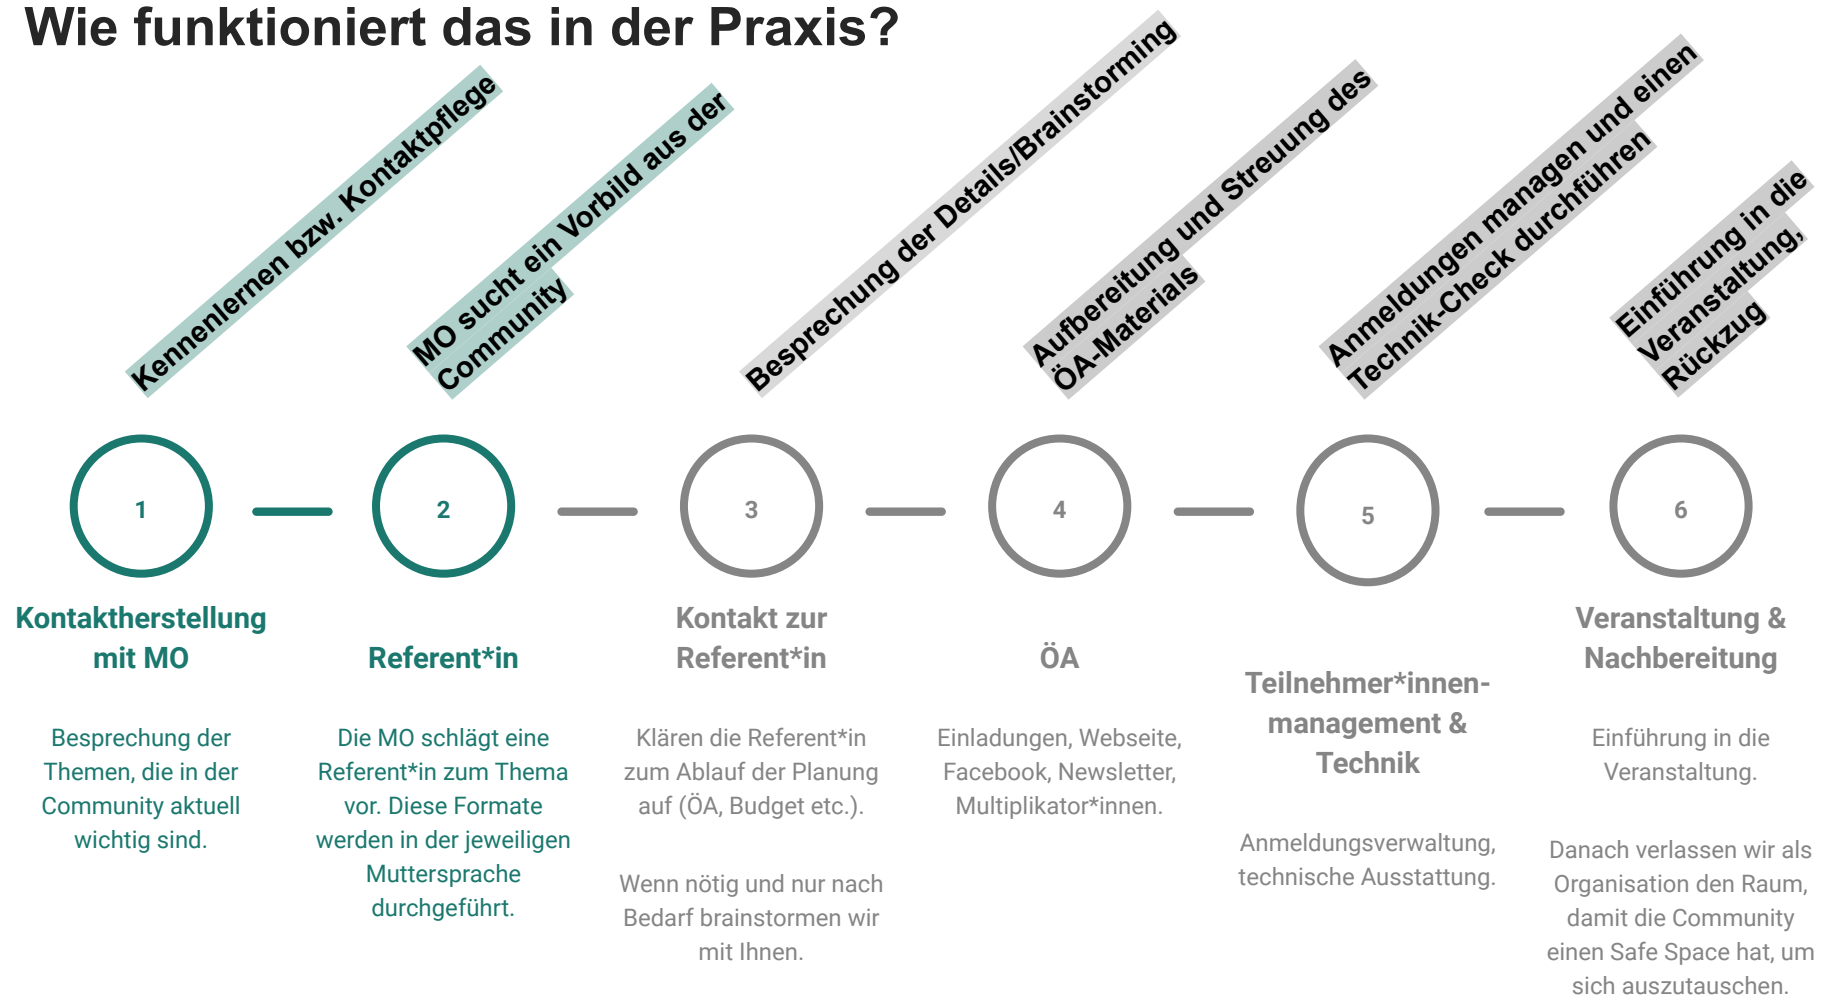 Wie funktioniert das in der Praxis?
Kennenlernen bzw. Kontaktpflege
MO sucht ein Vorbild aus der
Community
Besprechung der Details/Brainstorming
Aufbereitung und Streuung des
ÖA-Materials
Anmeldungen managen und einen
Technik-Check durchführen
Einführung in die
Veranstaltung,
Rückzug
1
2
3
4
5
6
Kontaktherstellung
mit MO
Besprechung der
Themen, die in der
Community aktuell
wichtig sind.
Referent*in
Die MO schlägt eine
Referent*in zum Thema
vor. Diese Formate
werden in der jeweiligen
Muttersprache
durchgeführt.
Kontakt zur
Referent*in
Klären die Referent*in
zum Ablauf der Planung
auf (ÖA, Budget etc.).
Wenn nötig und nur nach
Bedarf brainstormen wir
mit Ihnen.
ÖA
Einladungen, Webseite,
Facebook, Newsletter,
Multiplikator*innen.
Teilnehmer*innen-
management &
Technik
Anmeldungsverwaltung,
technische Ausstattung.
Veranstaltung &
Nachbereitung
Einführung in die
Veranstaltung.
Danach verlassen wir als
Organisation den Raum,
damit die Community
einen Safe Space hat, um
sich auszutauschen.